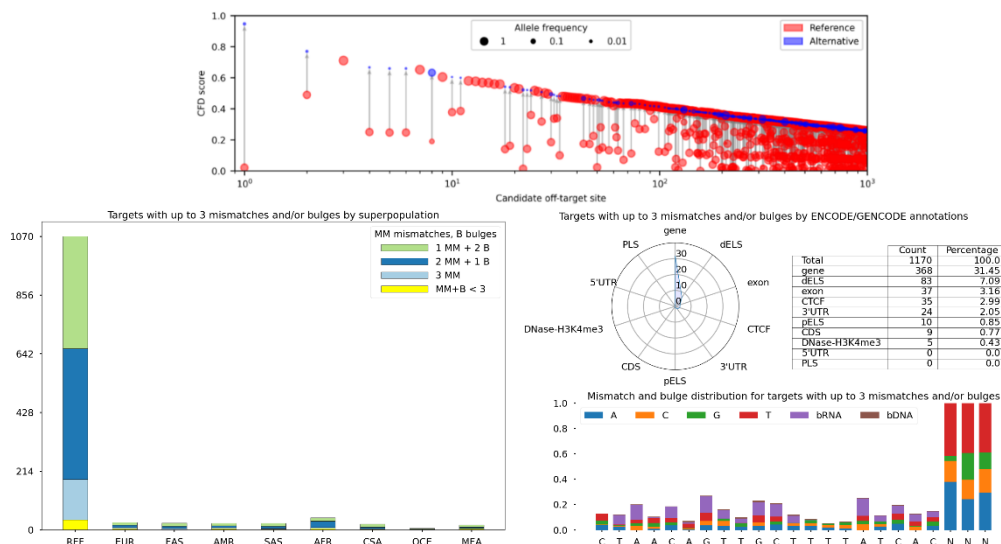 Allele frequency
1 0.1 0.01
Reference
Alternative
CFD score
1.0
0.8
0.6
0.4
0.2
0.0
10⁰ 10¹ 10² 10³
Candidate off-target site
Targets with up to 3 mismatches and/or bulges by superpopulation
MM mismatches, B bulges
1 MM + 2 B
2 MM + 1 B
3 MM
MM+B < 3
1070
856
642
428
214
0
REF EUR EAS AMR SAS AFR CSA OCE MEA
Targets with up to 3 mismatches and/or bulges by ENCODE/GENCODE annotations
gene
dELS
exon
CTCF
3'UTR
pELS
CDS
DNase-H3K4me3
5'UTR
PLS
30
20
10
0
Count Percentage
Total 1170 100.0
gene 368 31.45
dELS 83 7.09
exon 37 3.16
CTCF 35 2.99
3'UTR 24 2.05
pELS 10 0.85
CDS 9 0.77
DNase-H3K4me3 5 0.43
5'UTR 0 0.0
PLS 0 0.0
Mismatch and bulge distribution for targets with up to 3 mismatches and/or bulges
A C G T bRNA bDNA
1.0
0.8
0.6
0.4
0.2
0.0
C T A A C A G T T G C T T T T A T C A C N N N